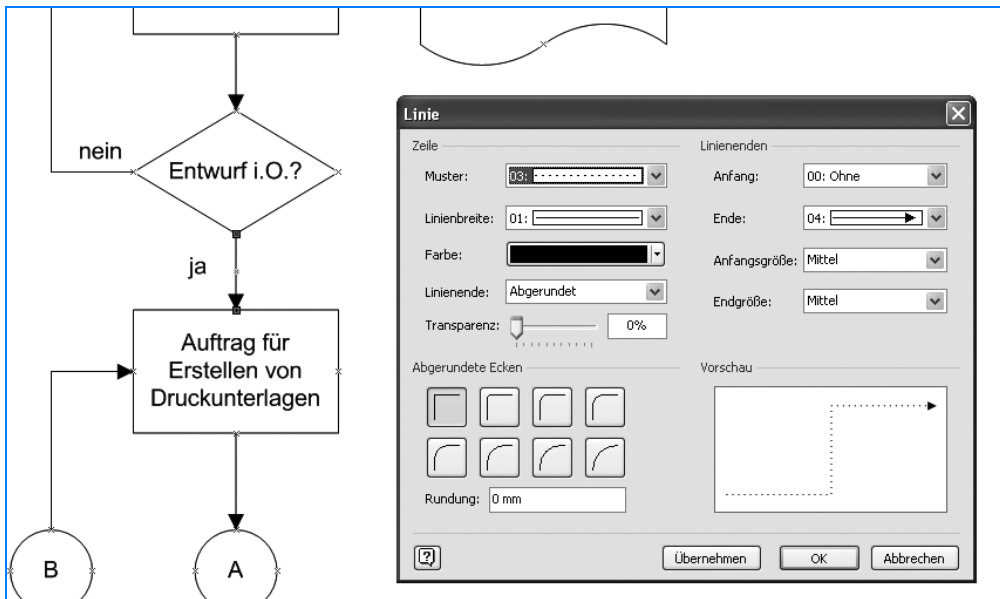 nein
Entwurf i.O.?
ja
Auftrag für
Erstellen von
Druckunterlagen
B
A
Linie
Zeile
Muster: 03:
Linienbreite: 01:
Farbe:
Linienende: Abgerundet
Transparenz: 0%
Linienenden
Anfang: 00: Ohne
Ende: 04:
Anfangsgröße: Mittel
Endgröße: Mittel
Abgerundete Ecken
Rundung: 0 mm
Vorschau
Übernehmen
OK
Abbrechen